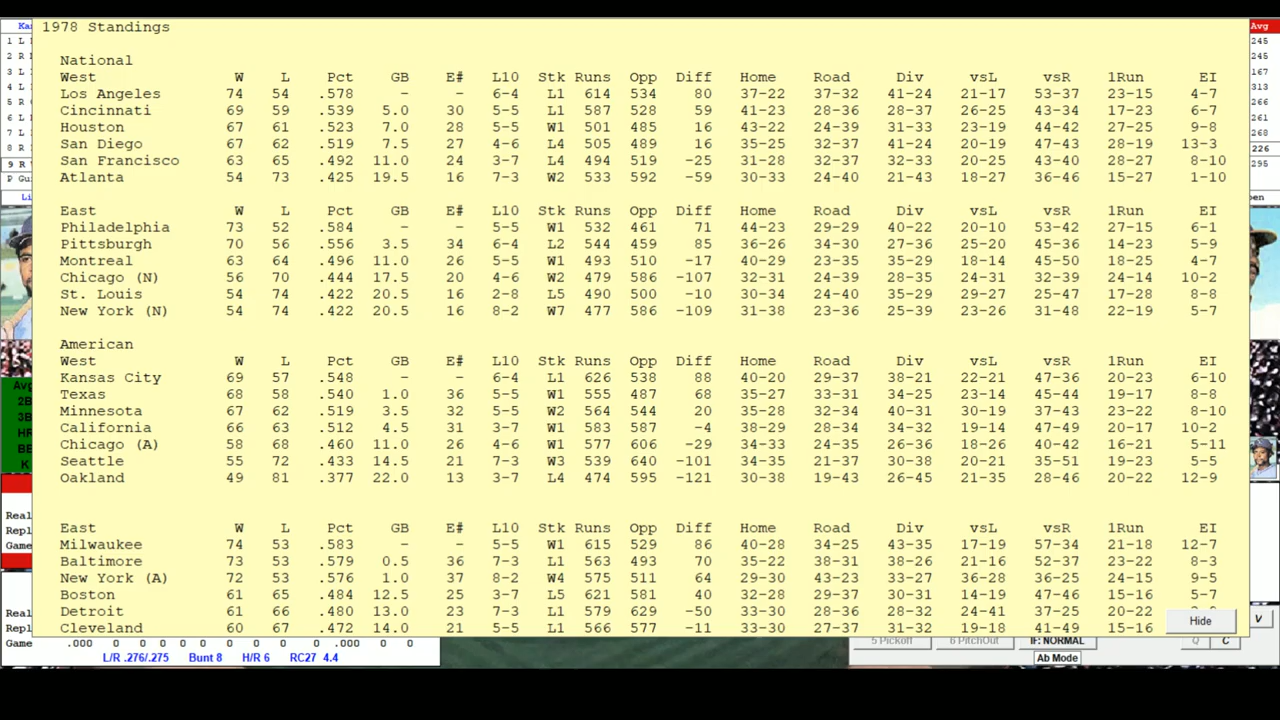 1978 Standings
National
West W L Pct GB E# L10 Stk Runs Opp Diff Home Road Div vsL vsR 1Run EI
Los Angeles 74 54 .578 - - 6-4 L1 614 534 80 37-22 37-32 41-24 21-17 53-37 23-15 4-7
Cincinnati 69 59 .539 5.0 30 5-5 L1 587 528 59 41-23 28-36 28-37 26-25 43-34 17-23 6-7
Houston 67 61 .523 7.0 28 5-5 W1 501 485 16 43-22 24-39 31-33 23-19 44-42 27-25 9-8
San Diego 67 62 .519 7.5 27 4-6 L4 505 489 16 35-25 32-37 41-24 20-19 47-43 28-19 13-3
San Francisco 63 65 .492 11.0 24 3-7 L4 494 519 -25 31-28 32-37 32-33 20-25 43-40 28-27 8-10
Atlanta 54 73 .425 19.5 16 7-3 W2 533 592 -59 30-33 24-40 21-43 18-27 36-46 15-27 1-10
East W L Pct GB E# L10 Stk Runs Opp Diff Home Road Div vsL vsR 1Run EI
Philadelphia 73 52 .584 - - 5-5 W1 532 461 71 44-23 29-29 40-22 20-10 53-42 27-15 6-1
Pittsburgh 70 56 .556 3.5 34 6-4 L2 544 459 85 36-26 34-30 27-36 25-20 45-36 14-23 5-9
Montreal 63 64 .496 11.0 26 5-5 W1 493 510 -17 40-29 23-35 35-29 18-14 45-50 18-25 4-7
Chicago (N) 56 70 .444 17.5 20 4-6 W2 479 586 -107 32-31 24-39 28-35 24-31 32-39 24-14 10-2
St. Louis 54 74 .422 20.5 16 2-8 L5 490 500 -10 30-34 24-40 35-29 29-27 25-47 17-28 8-8
New York (N) 54 74 .422 20.5 16 8-2 W7 477 586 -109 31-38 23-36 25-39 23-26 31-48 22-19 5-7
American
West W L Pct GB E# L10 Stk Runs Opp Diff Home Road Div vsL vsR 1Run EI
Kansas City 69 57 .548 - - 6-4 L1 626 538 88 40-20 29-37 38-21 22-21 47-36 20-23 6-10
Texas 68 58 .540 1.0 36 5-5 W1 555 487 68 35-27 33-31 34-25 23-14 45-44 19-17 8-8
Minnesota 67 62 .519 3.5 32 5-5 W2 564 544 20 35-28 32-34 40-31 30-19 37-43 23-22 8-10
California 66 63 .512 4.5 31 3-7 W1 583 587 -4 38-29 28-34 34-32 19-14 47-49 20-17 10-2
Chicago (A) 58 68 .460 11.0 26 4-6 W1 577 606 -29 34-33 24-35 26-36 18-26 40-42 16-21 5-11
Seattle 55 72 .433 14.5 21 7-3 W3 539 640 -101 34-35 21-37 30-38 20-21 35-51 19-23 5-5
Oakland 49 81 .377 22.0 13 3-7 L4 474 595 -121 30-38 19-43 26-45 21-35 28-46 20-22 12-9
East W L Pct GB E# L10 Stk Runs Opp Diff Home Road Div vsL vsR 1Run EI
Milwaukee 74 53 .583 - - 5-5 W1 615 529 86 40-28 34-25 43-35 17-19 57-34 21-18 12-7
Baltimore 73 53 .579 0.5 36 7-3 L1 563 493 70 35-22 38-31 38-26 21-16 52-37 23-22 8-3
New York (A) 72 53 .576 1.0 37 8-2 W4 575 511 64 29-30 43-23 33-27 36-28 36-25 24-15 9-5
Boston 61 65 .484 12.5 25 3-7 L5 621 581 40 32-28 29-37 30-31 14-19 47-46 15-16 5-7
Detroit 61 66 .480 13.0 23 7-3 L1 579 629 -50 33-30 28-36 28-32 24-41 37-25 20-22
Cleveland 60 67 .472 14.0 21 5-5 L1 566 577 -11 33-30 27-37 31-32 19-18 41-49 15-16
Hide
.000 0 0 0 0 0 .000 0 0
L/R .276/.275 Bunt 8 H/R 6 RC27 4.4
5 Pickoff 6 PitchOut IF: NORMAL Q C
Ab Mode
Avg
245
245
167
313
266
261
268
226
295
V